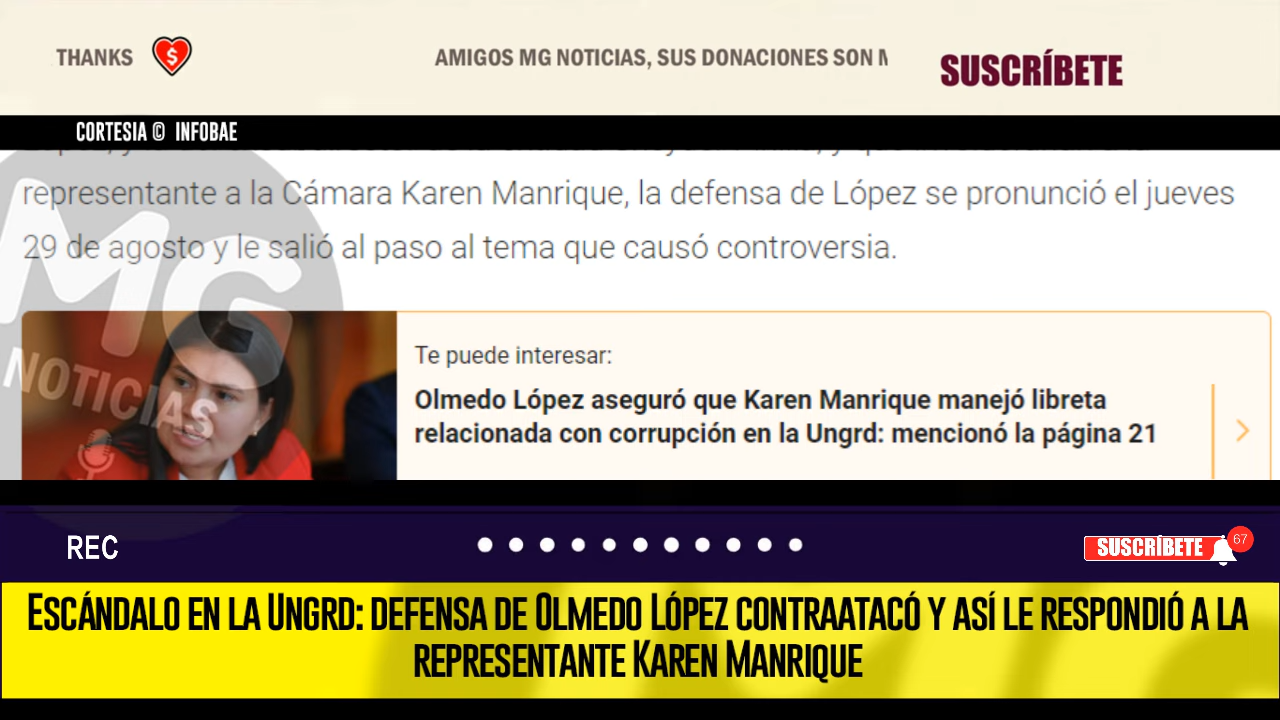 THANKS
AMIGOS MG NOTICIAS, SUS DONACIONES SON
SUSCRÍBETE
CORTESIA © INFOBAE
representante a la Cámara Karen Manrique, la defensa de López se pronunció el jueves
29 de agosto y le salió al paso al tema que causó controversia.
MG
NOTICIAS
Te puede interesar:
Olmedo López aseguró que Karen Manrique manejó libreta
relacionada con corrupción en la Ungrd: mencionó la página 21
REC
SUSCRÍBETE
67
ESCÁNDALO EN LA UNGRD: DEFENSA DE OLMEDO LÓPEZ CONTRAATACÓ Y ASÍ LE RESPONDIÓ A LA
REPRESENTANTE KAREN MANRIQUE